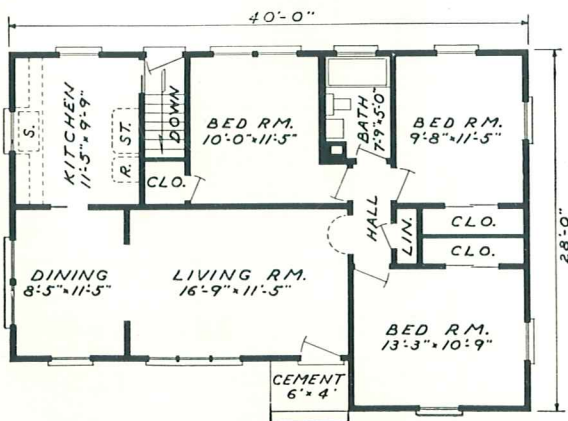 40'-0"
KITCHEN
11'-5" x 9'-9"
S.
R. ST.
DOWN
CLO.
BED RM.
10'-0" x 11'-5"
BATH
7'-9" x 5'-0"
BED RM.
9'-8" x 11'-5"
HALL
LIN.
CLO.
CLO.
28'-0"
DINING
8'-5" x 11'-5"
LIVING RM.
16'-9" x 11'-5"
BED RM.
13'-3" x 10'-9"
CEMENT
6' x 4'